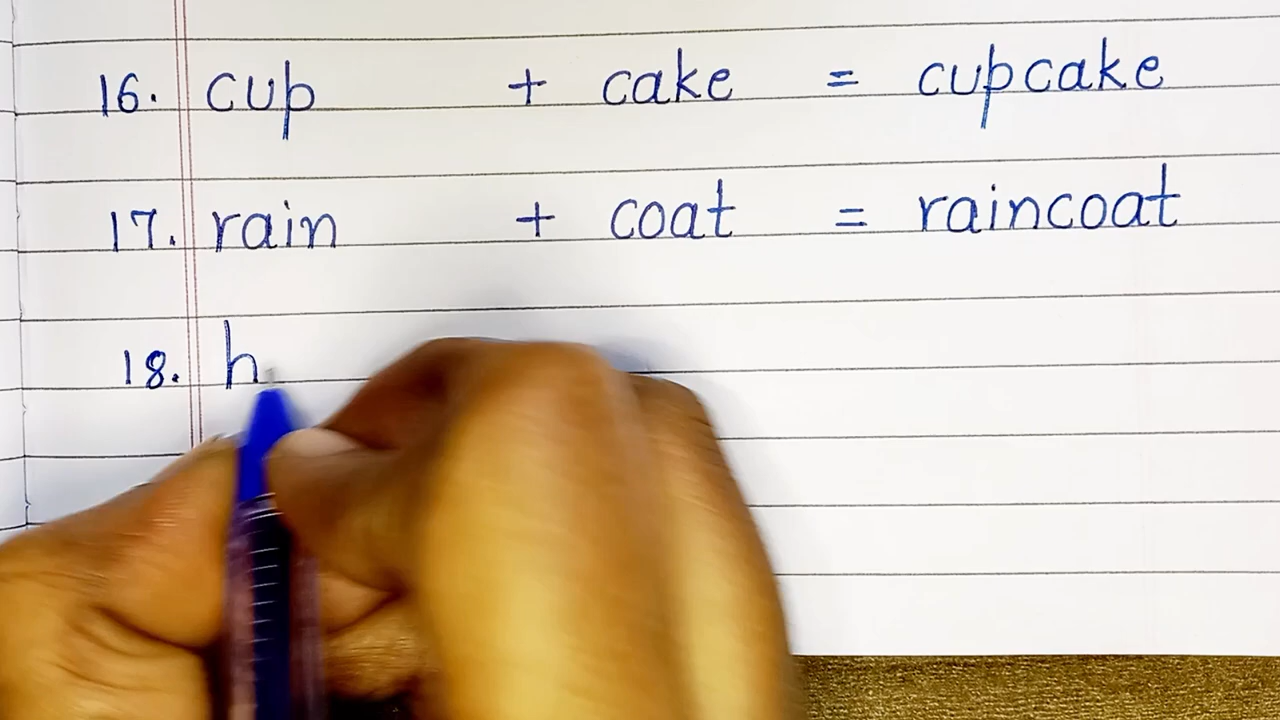 16. cup + cake = cupcake
17. rain + coat = raincoat
18. h